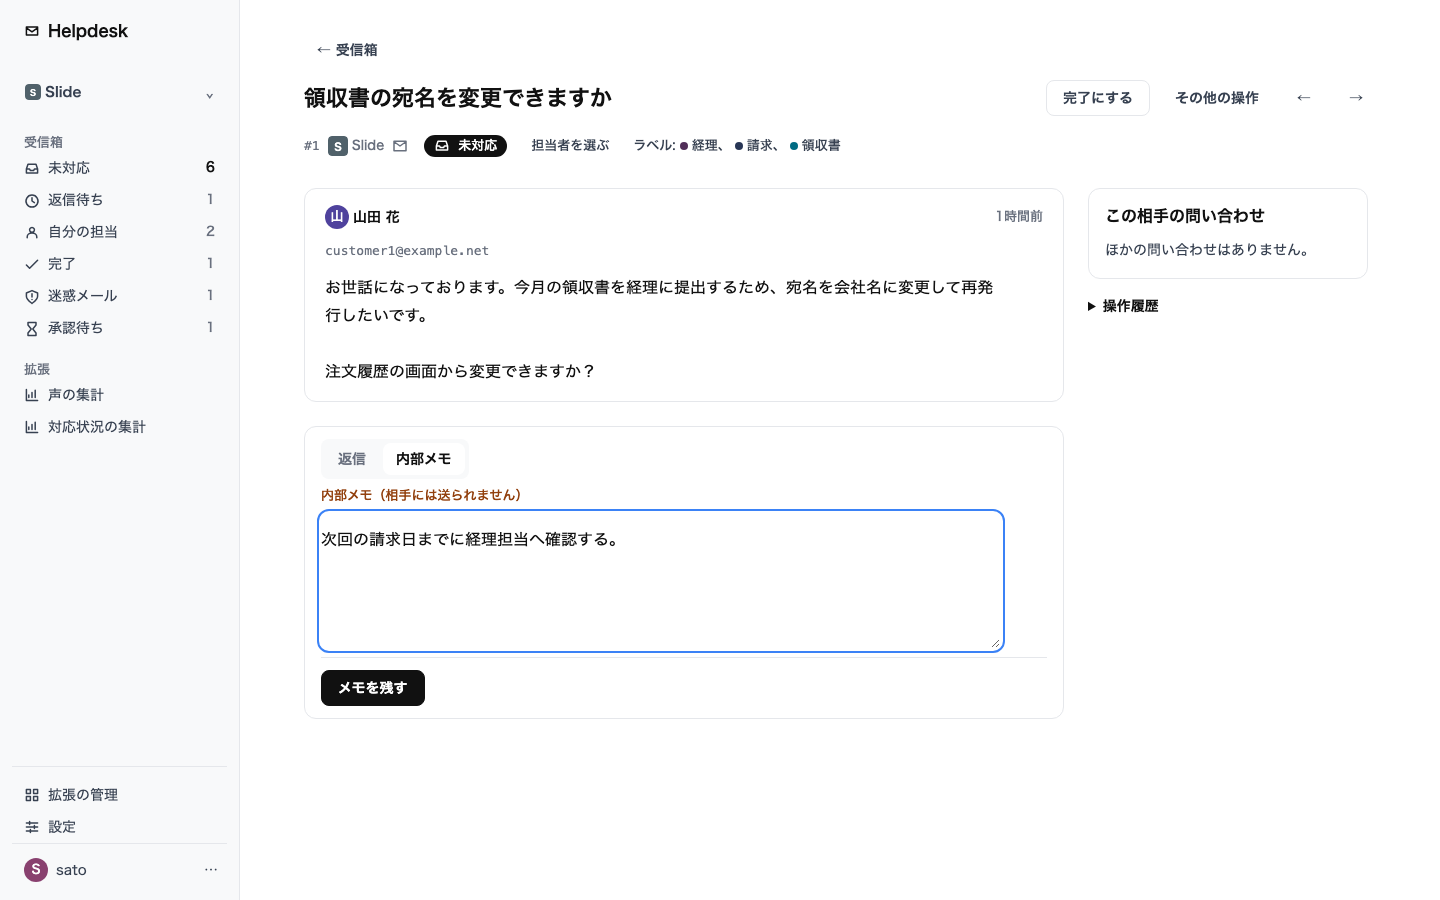 Helpdesk
S Slide
受信箱
未対応 6
返信待ち 1
自分の担当 2
完了 1
迷惑メール 1
承認待ち 1
拡張
声の集計
対応状況の集計
拡張の管理
設定
S sato …
← 受信箱
領収書の宛名を変更できますか
完了にする その他の操作 ← →
#1 S Slide 未対応 担当者を選ぶ ラベル: 経理、 請求、 領収書
山 山田 花 1時間前
customer1@example.net
お世話になっております。今月の領収書を経理に提出するため、宛名を会社名に変更して再発
行したいです。
注文履歴の画面から変更できますか？
返信 内部メモ
内部メモ（相手には送られません）
次回の請求日までに経理担当へ確認する。
メモを残す
この相手の問い合わせ
ほかの問い合わせはありません。
▶ 操作履歴